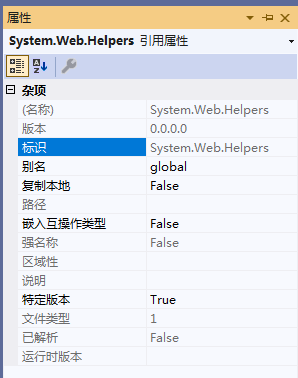 属性
System.Web.Helpers 引用属性
杂项
(名称) System.Web.Helpers
版本 0.0.0.0
标识 System.Web.Helpers
别名 global
复制本地 False
路径
嵌入互操作类型 False
强名称 False
区域性
说明
特定版本 True
文件类型 1
已解析 False
运行时版本